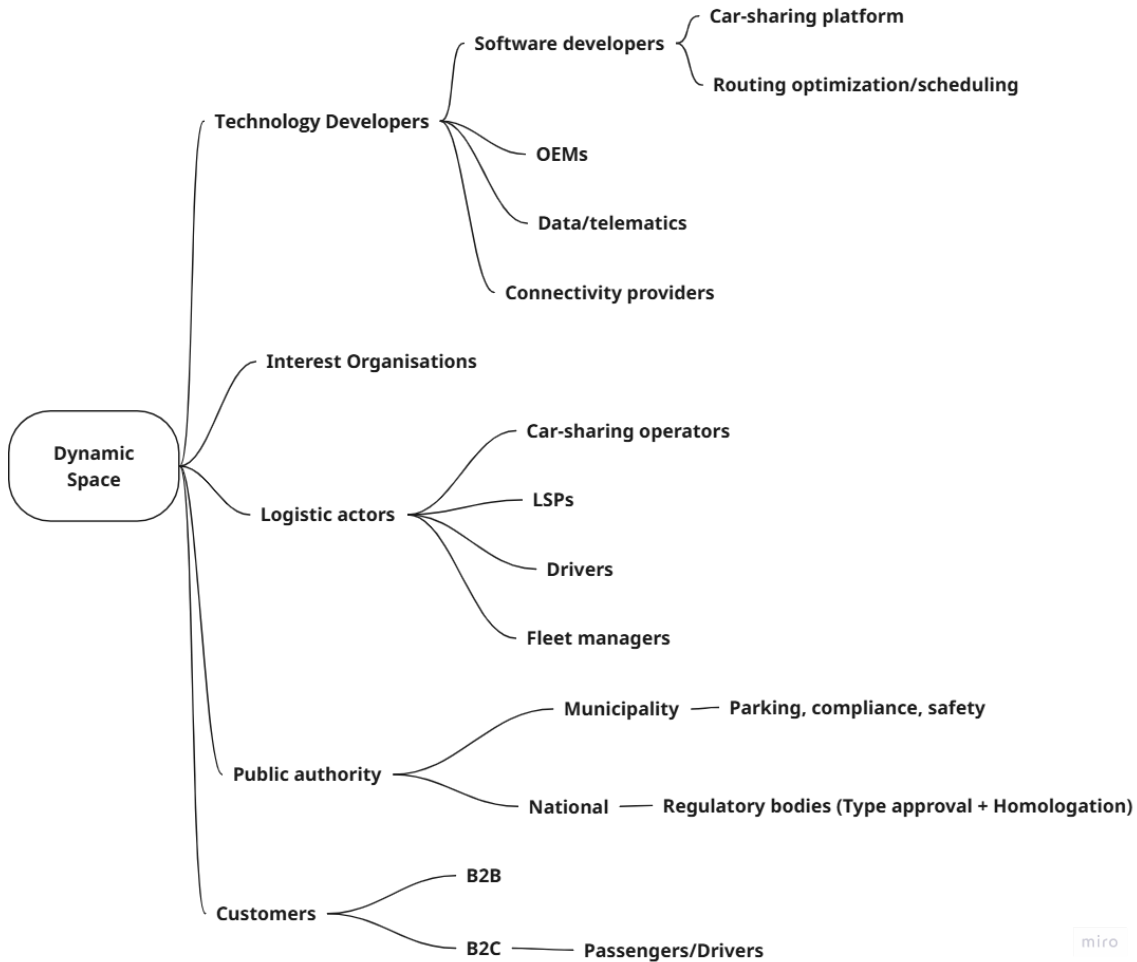 Car-sharing platform
Software developers
Routing optimization/scheduling
Technology Developers
OEMs
Data/telematics
Connectivity providers
Interest Organisations
Car-sharing operators
Dynamic
Space
LSPs
Logistic actors
Drivers
Fleet managers
Municipality
Parking, compliance, safety
Public authority
National
Regulatory bodies (Type approval + Homologation)
B2B
Customers
B2C
Passengers/Drivers
miro